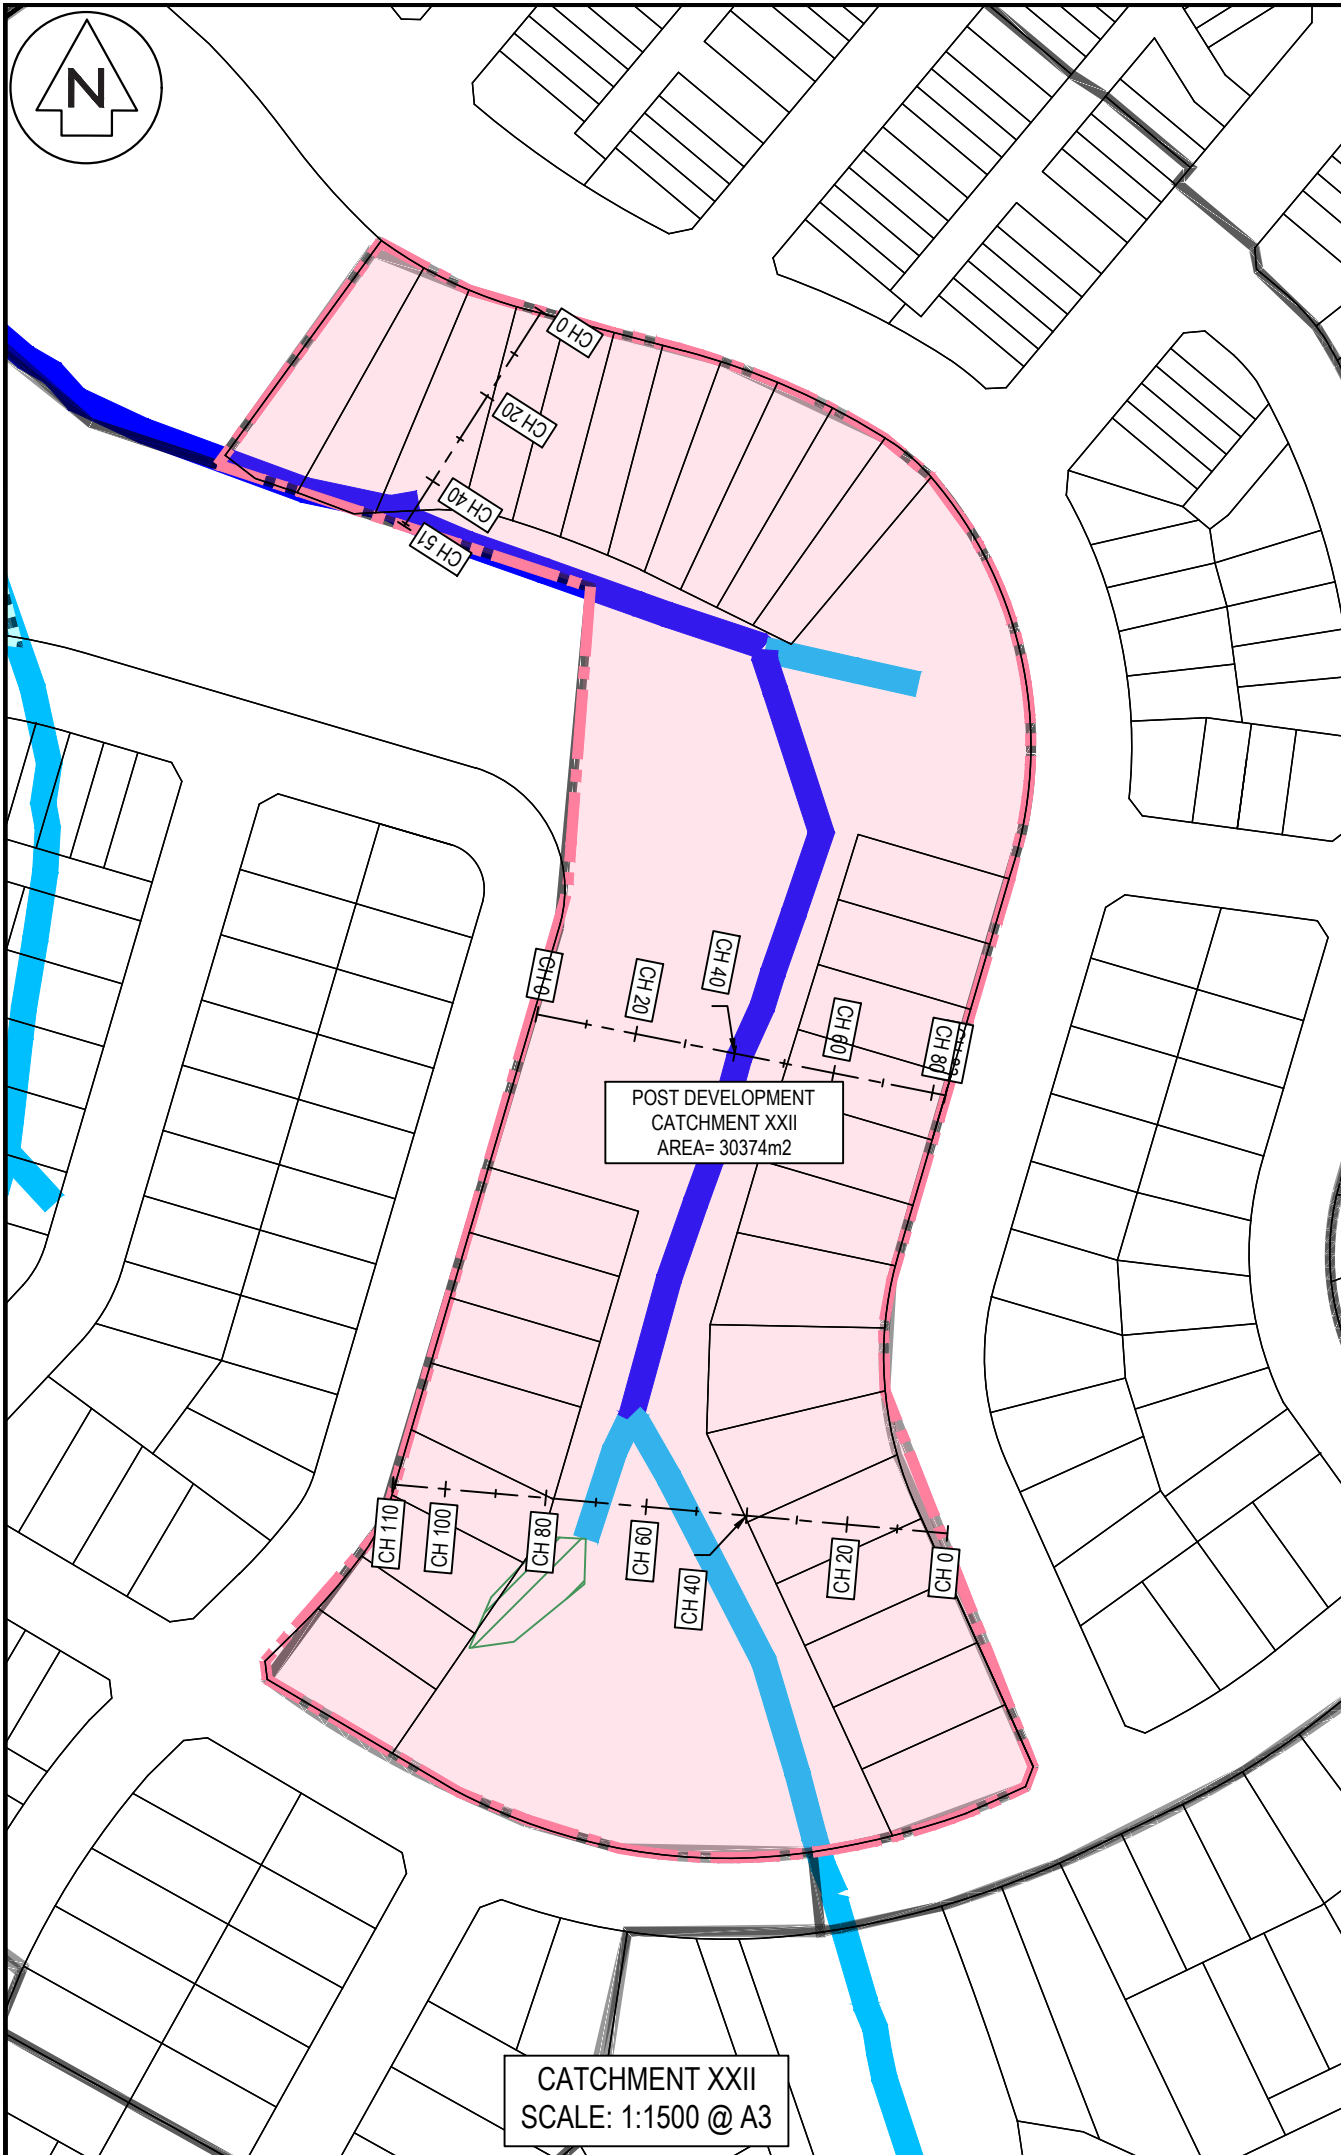 N
CH 0
CH 20
CH 40
CH 51
CH 0
CH 20
CH 40
CH 60
CH 80
POST DEVELOPMENT
CATCHMENT XXII
AREA= 30374m2
CH 110
CH 100
CH 80
CH 60
CH 40
CH 20
CH 0
CATCHMENT XXII
SCALE: 1:1500 @ A3